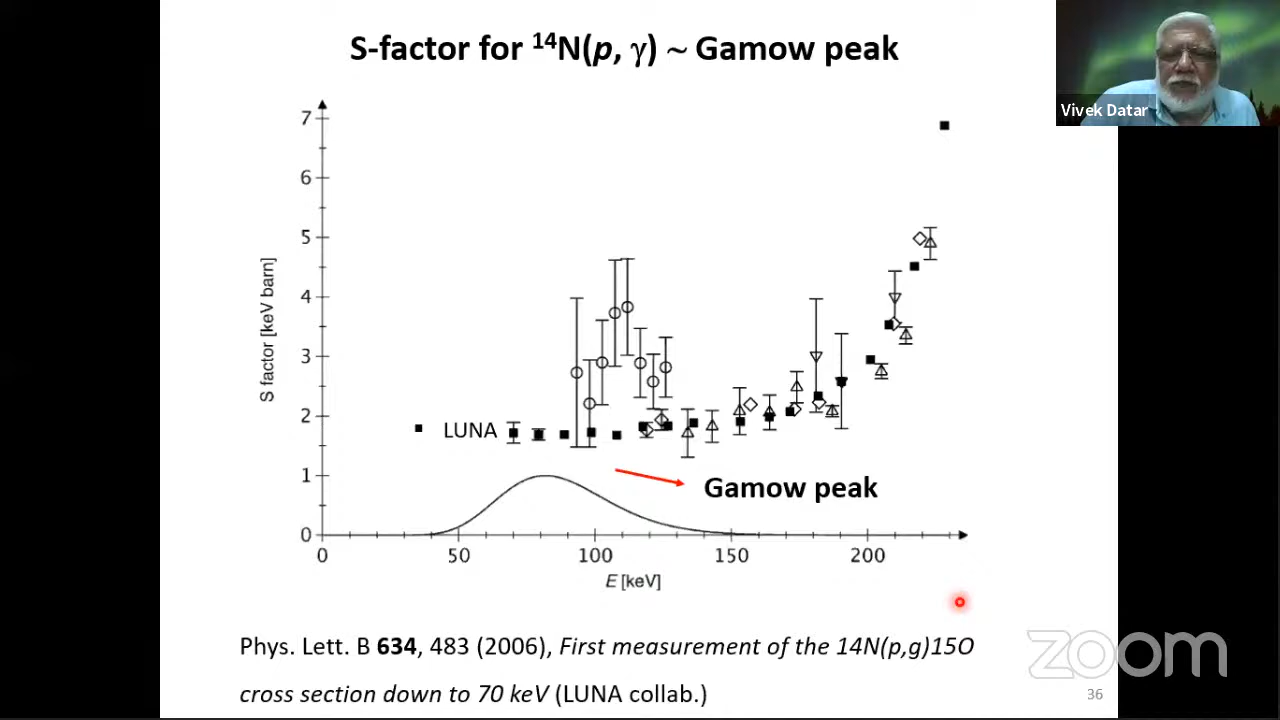 S-factor for ¹⁴N(p, γ) ~ Gamow peak
Vivek Datar
7
6
5
4
3
2
1
0
S factor [keV barn]
LUNA
Gamow peak
0 50 100 150 200
E [keV]
Phys. Lett. B 634, 483 (2006), First measurement of the 14N(p,g)15O
cross section down to 70 keV (LUNA collab.)
zoom
36